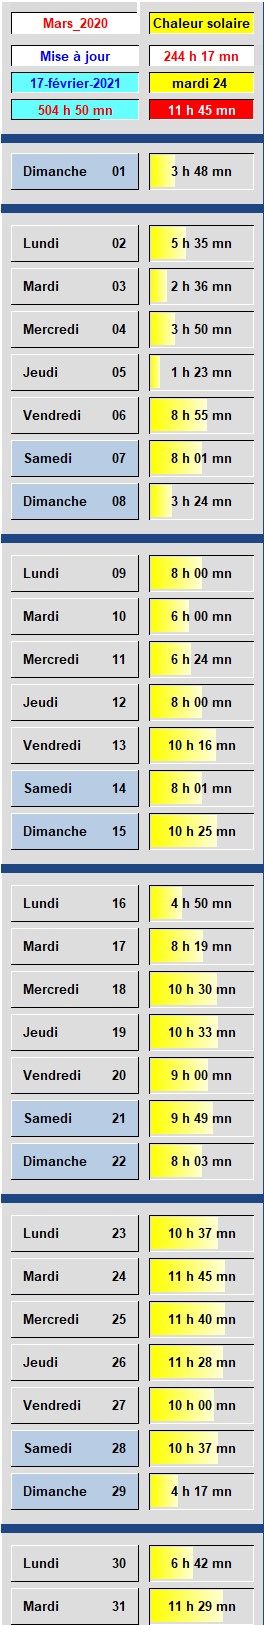 Mars_2020 Chaleur solaire
Mise à jour 244 h 17 mn
17-février-2021 mardi 24
504 h 50 mn 11 h 45 mn
Dimanche 01 3 h 48 mn
Lundi 02 5 h 35 mn
Mardi 03 2 h 36 mn
Mercredi 04 3 h 50 mn
Jeudi 05 1 h 23 mn
Vendredi 06 8 h 55 mn
Samedi 07 8 h 01 mn
Dimanche 08 3 h 24 mn
Lundi 09 8 h 00 mn
Mardi 10 6 h 00 mn
Mercredi 11 6 h 24 mn
Jeudi 12 8 h 00 mn
Vendredi 13 10 h 16 mn
Samedi 14 8 h 01 mn
Dimanche 15 10 h 25 mn
Lundi 16 4 h 50 mn
Mardi 17 8 h 19 mn
Mercredi 18 10 h 30 mn
Jeudi 19 10 h 33 mn
Vendredi 20 9 h 00 mn
Samedi 21 9 h 49 mn
Dimanche 22 8 h 03 mn
Lundi 23 10 h 37 mn
Mardi 24 11 h 45 mn
Mercredi 25 11 h 40 mn
Jeudi 26 11 h 28 mn
Vendredi 27 10 h 00 mn
Samedi 28 10 h 37 mn
Dimanche 29 4 h 17 mn
Lundi 30 6 h 42 mn
Mardi 31 11 h 29 mn